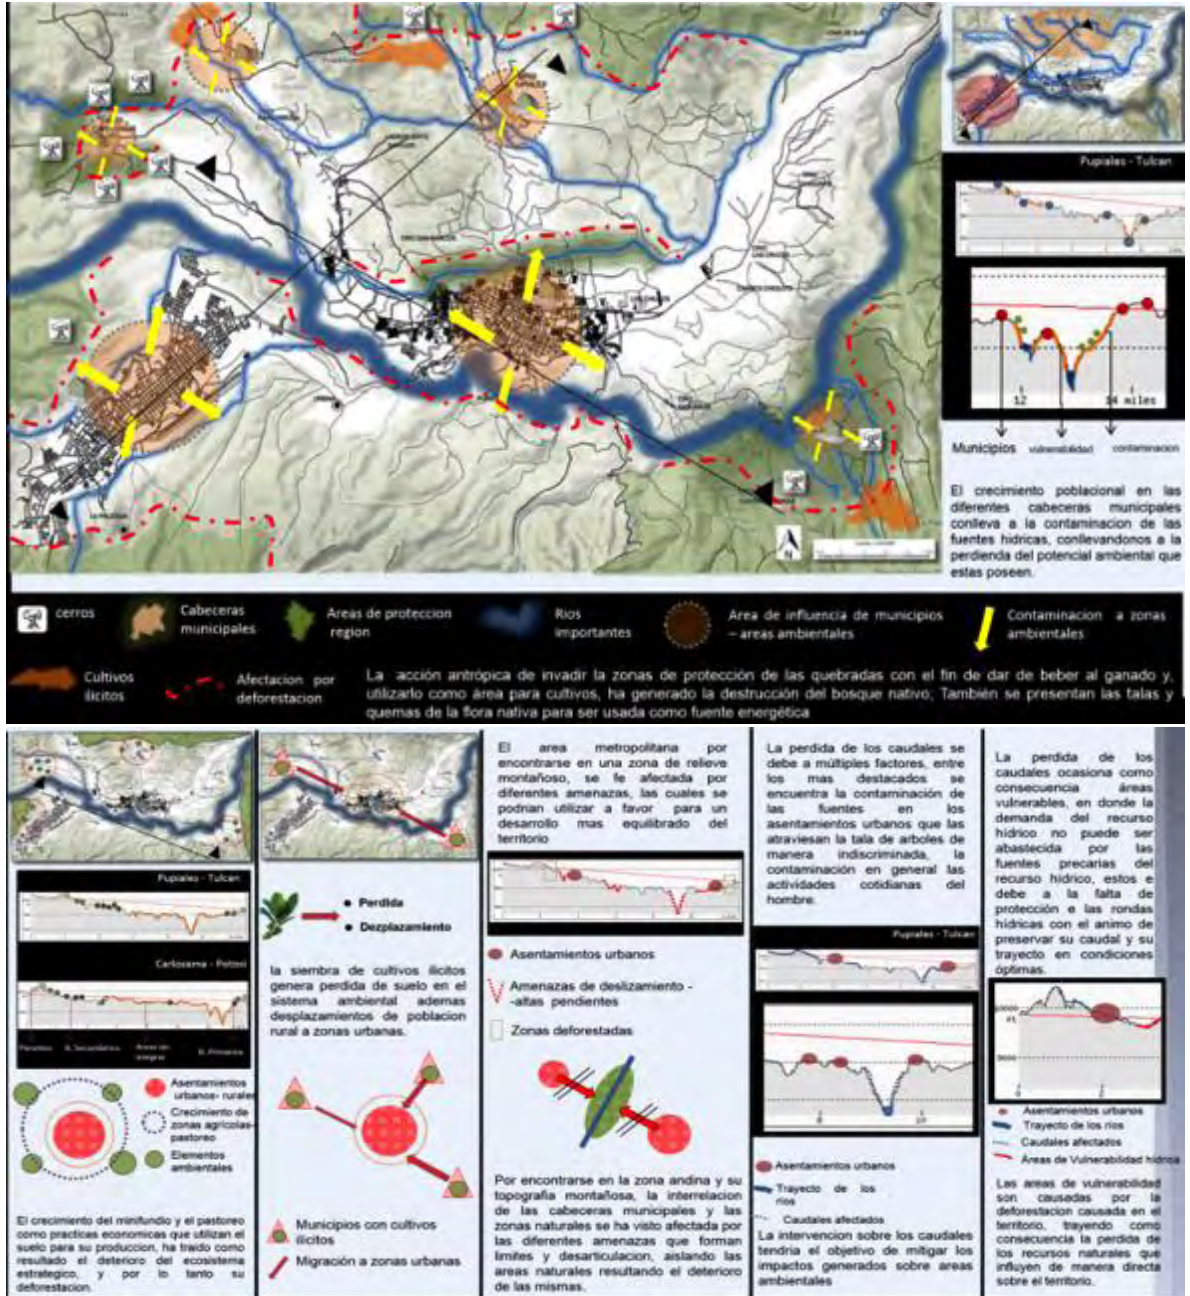 Pupiales - Tulcan
12
14 miles
Municipios
vulnerabilidad
contaminacion
El crecimiento poblacional en las
diferentes cabeceras municipales
conlleva a la contaminacion de las
fuentes hidricas, conllevandonos a la
perdienda del potencial ambiental que
estas poseen.
N
cerros
Cabeceras
municipales
Areas de proteccion
region
Rios
importantes
Area de influencia de municipios
– areas ambientales
Contaminacion a zonas
ambientales
Cultivos
ilicitos
Afectacion por
deforestacion
La acción antrópica de invadir la zonas de protección de las quebradas con el fin de dar de beber al ganado y,
utilizarlo como área para cultivos, ha generado la destrucción del bosque nativo; También se presentan las talas y
quemas de la flora nativa para ser usada como fuente energética
Pupiales - Tulcan
Carlosama - Potosi
Asentamientos
urbanos- rurales
Crecimiento de
zonas agrícolas-
pastoreo
Elementos
ambientales
El crecimiento del minifundio y el pastoreo
como practicas economicas que utilizan el
suelo para su produccion, ha traido como
resultado el deterioro del ecosistema
estrategico, y por lo tanto su
deforestacion.
Perdida
Dezplazamiento
la siembra de cultivos ilicitos
genera perdida de suelo en el
sistema ambiental ademas
desplazamientos de poblacion
rural a zonas urbanas.
Municipios con cultivos
ilícitos
Migración a zonas urbanas
El area metropolitana por
encontrarse en una zona de relieve
montañoso, se fe afectada por
diferentes amenazas, las cuales se
podrian utilizar a favor para un
desarrollo mas equilibrado del
territorio
Asentamientos urbanos
Amenazas de deslizamiento -
-altas pendientes
Zonas deforestadas
Por encontrarse en la zona andina y su
topografia montañosa, la interrelacion
de las cabeceras municipales y las
zonas naturales se ha visto afectada por
las diferentes amenazas que forman
limites y desarticulacion, aislando las
areas naturales resultando el deterioro
de las mismas.
La perdida de los caudales se
debe a múltiples factores, entre
los mas destacados se
encuentra la contaminación de
las fuentes en los
asentamientos urbanos que las
atraviesan la tala de arboles de
manera indiscriminada, la
contaminación en general las
actividades cotidianas del
hombre.
Pupiales - Tulcan
8
10
Asentamientos urbanos
Trayecto de los
rios
Caudales afectados
La intervencion sobre los caudales
tendria el objetivo de mitigar los
impactos generados sobre areas
ambientales
La perdida de los
caudales ocasiona como
consecuencia áreas
vulnerables, en donde la
demanda del recurso
hídrico no puede ser
abastecida por las
fuentes precarias del
recurso hídrico, estos e
debe a la falta de
protección e las rondas
hídricas con el animo de
preservar su caudal y su
trayecto en condiciones
óptimas.
Asentamientos urbanos
Trayecto de los ríos
Caudales afectados
Áreas de Vulnerabilidad hídrica
Las areas de vulnerabilidad
son causadas por la
deforestacion causada en el
territorio, trayendo como
consecuencia la perdida de
los recursos naturales que
influyen de manera directa
sobre el territorio.